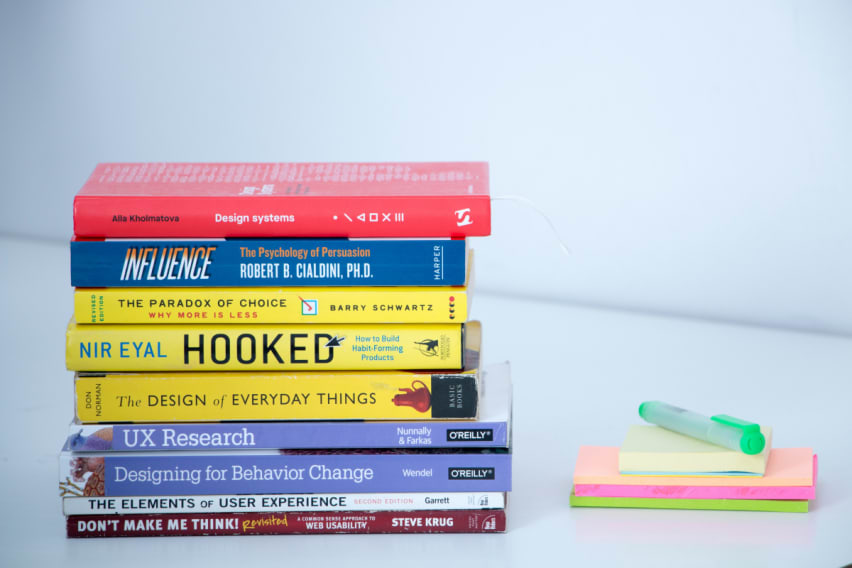 Alla Kholmatova Design systems
INFLUENCE
The Psychology of Persuasion
ROBERT B. CIALDINI, PH.D.
HARPER
REVISED EDITION
THE PARADOX OF CHOICE
WHY MORE IS LESS
BARRY SCHWARTZ
NIR EYAL HOOKED
How to Build
Habit-Forming
Products
DON NORMAN
The DESIGN of EVERYDAY THINGS
BASIC BOOKS
UX Research
Nunnally
& Farkas
O'REILLY®
Designing for Behavior Change Wendel O'REILLY®
THE ELEMENTS OF USER EXPERIENCE SECOND EDITION Garrett
DON'T MAKE ME THINK! Revisited
A COMMON SENSE APPROACH TO
WEB USABILITY
STEVE KRUG